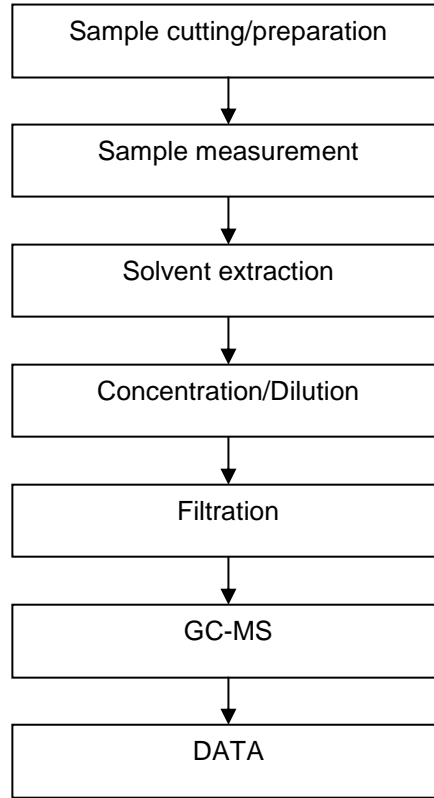 Sample cutting/preparation
Sample measurement
Solvent extraction
Concentration/Dilution
Filtration
GC-MS
DATA